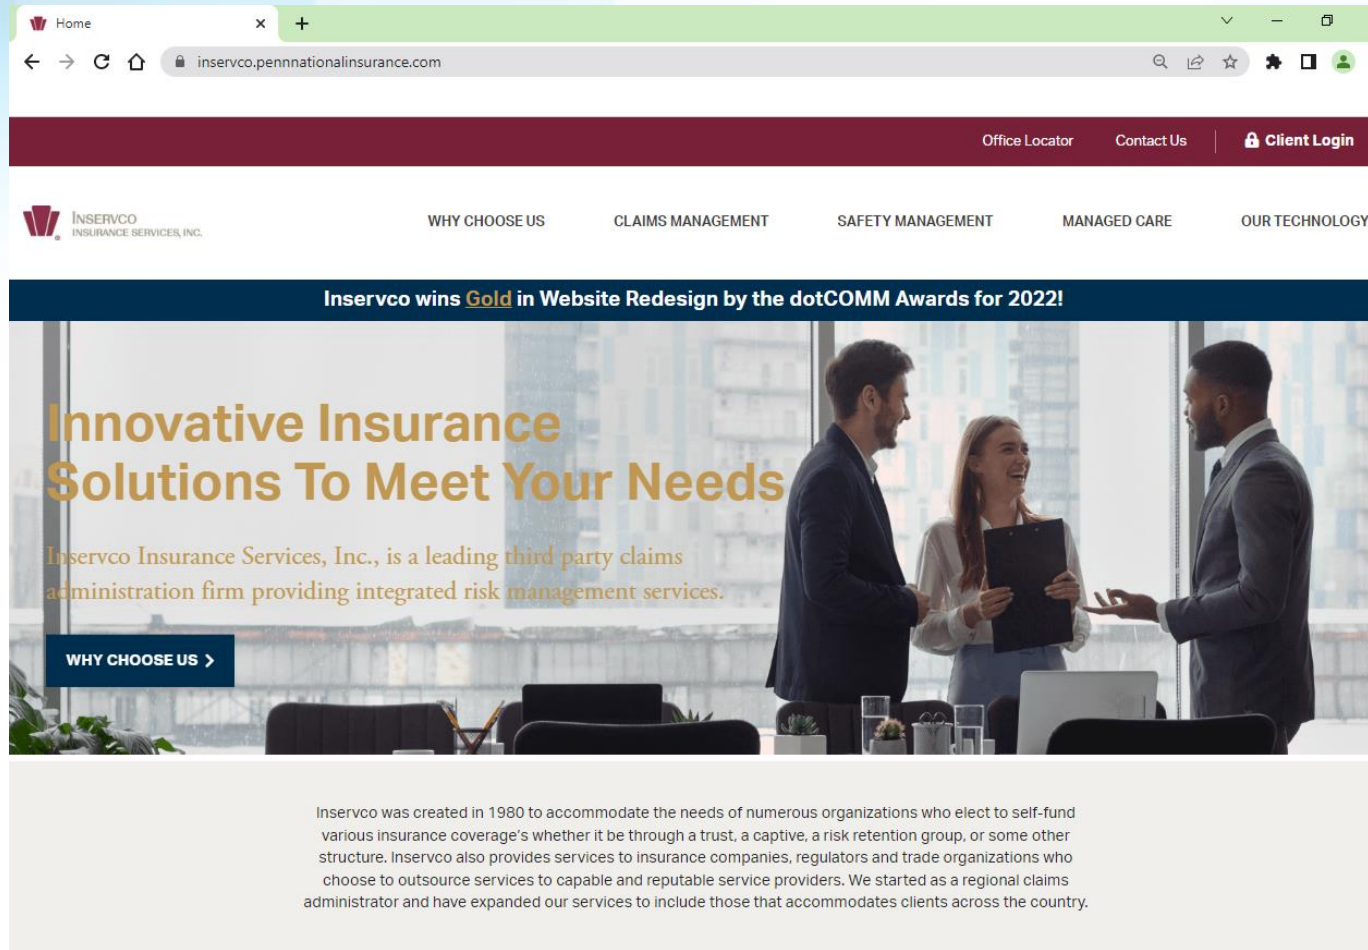 Home
inservco.pennnationalinsurance.com
Office Locator Contact Us Client Login
INSERVCO
INSURANCE SERVICES, INC.
WHY CHOOSE US CLAIMS MANAGEMENT SAFETY MANAGEMENT MANAGED CARE OUR TECHNOLOGY
Inservco wins Gold in Website Redesign by the dotCOMM Awards for 2022!
Innovative Insurance
Solutions To Meet Your Needs
Inservco Insurance Services, Inc., is a leading third party claims
administration firm providing integrated risk management services.
WHY CHOOSE US >
Inservco was created in 1980 to accommodate the needs of numerous organizations who elect to self-fund
various insurance coverage's whether it be through a trust, a captive, a risk retention group, or some other
structure. Inservco also provides services to insurance companies, regulators and trade organizations who
choose to outsource services to capable and reputable service providers. We started as a regional claims
administrator and have expanded our services to include those that accommodates clients across the country.